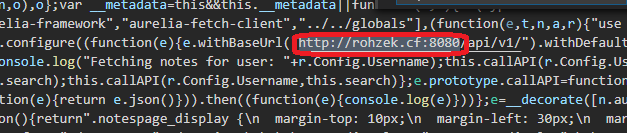 n,o),o};var __metadata=this&&this.__metadata||fun
elia-framework","aurelia-fetch-client","../../globals"],(function(e,t,n,a,r){"use
.configure((function(e){e.withBaseUrl( http://rohzek.cf:8080/api/v1/").withDefault
onsole.log("Fetching notes for user: "+r.Config.Username);this.callAPI(r.Config.Us
.search);this.callAPI(r.Config.Username,this.search)};e.prototype.callAPI=function
tion(e){return e.json()})).then((function(e){console.log(e)}))};e=__decorate([n.au
on(){return".notespage_display {\n  margin-top: 10px;\n  margin-left: 30px;\n  mar